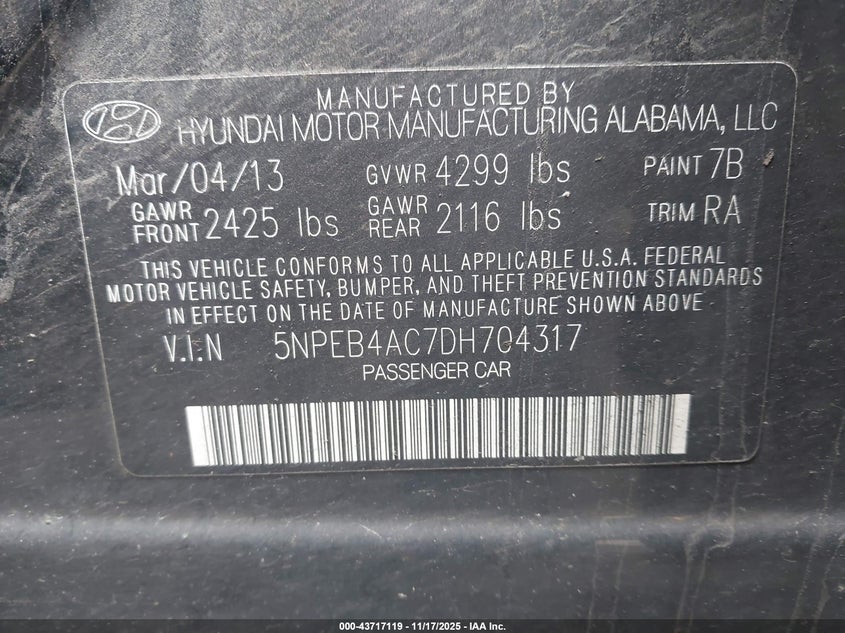 MANUFACTURED BY
HYUNDAI MOTOR MANUFACTURING ALABAMA, LLC
Mar/04/13 GVWR 4299 lbs PAINT 7B
GAWR FRONT 2425 lbs GAWR REAR 2116 lbs TRIM RA
THIS VEHICLE CONFORMS TO ALL APPLICABLE U.S.A. FEDERAL
MOTOR VEHICLE SAFETY, BUMPER, AND THEFT PREVENTION STANDARDS
IN EFFECT ON THE DATE OF MANUFACTURE SHOWN ABOVE.
V.I.N 5NPEB4AC7DH704317
PASSENGER CAR
000-43717119 - 11/17/2025 - IAA Inc.